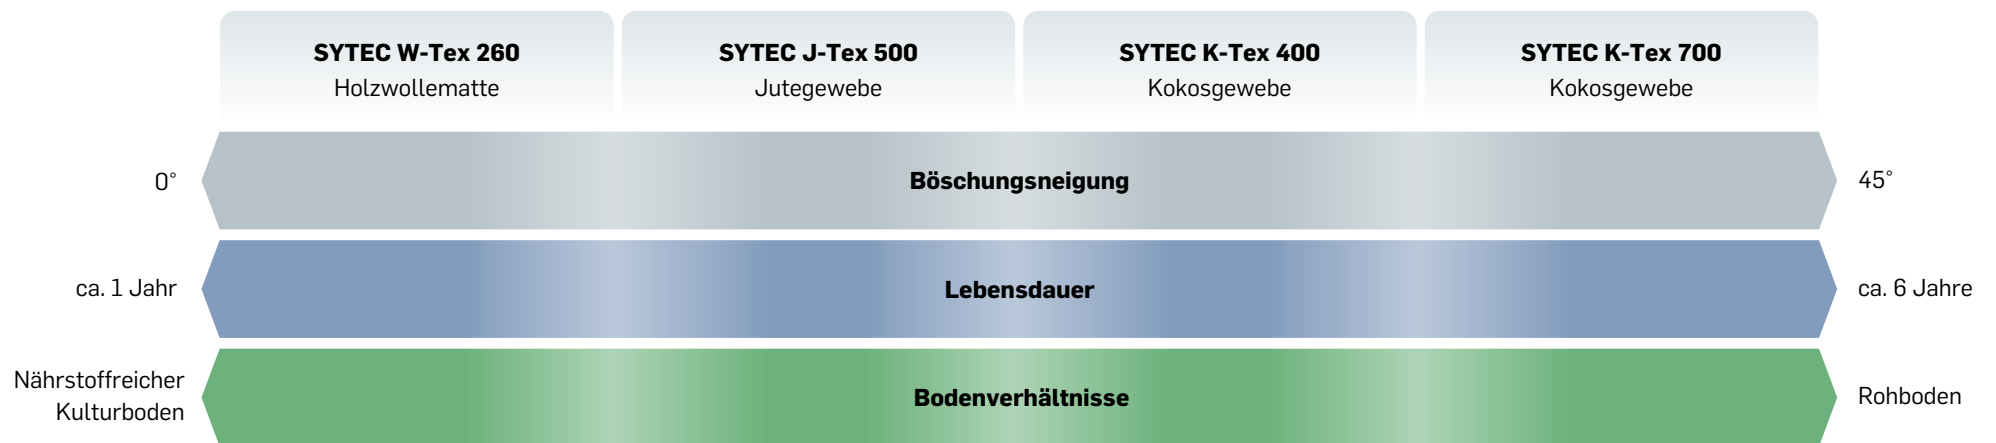 SYTEC W-Tex 260
Holzwollematte
SYTEC J-Tex 500
Jutegewebe
SYTEC K-Tex 400
Kokosgewebe
SYTEC K-Tex 700
Kokosgewebe
0°
Böschungsneigung
45°
ca. 1 Jahr
Lebensdauer
ca. 6 Jahre
Nährstoffreicher
Kulturboden
Bodenverhältnisse
Rohboden